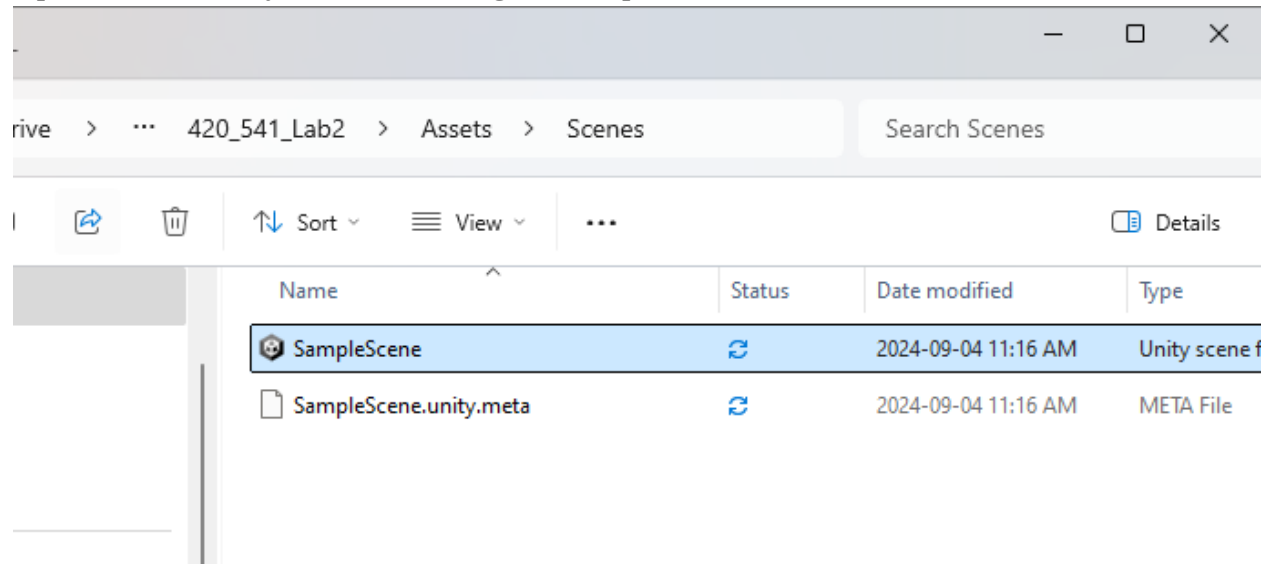 rive > ... 420_541_Lab2 > Assets > Scenes Search Scenes
Sort View ... Details
Name Status Date modified Type
SampleScene 2024-09-04 11:16 AM Unity scene f
SampleScene.unity.meta 2024-09-04 11:16 AM META File